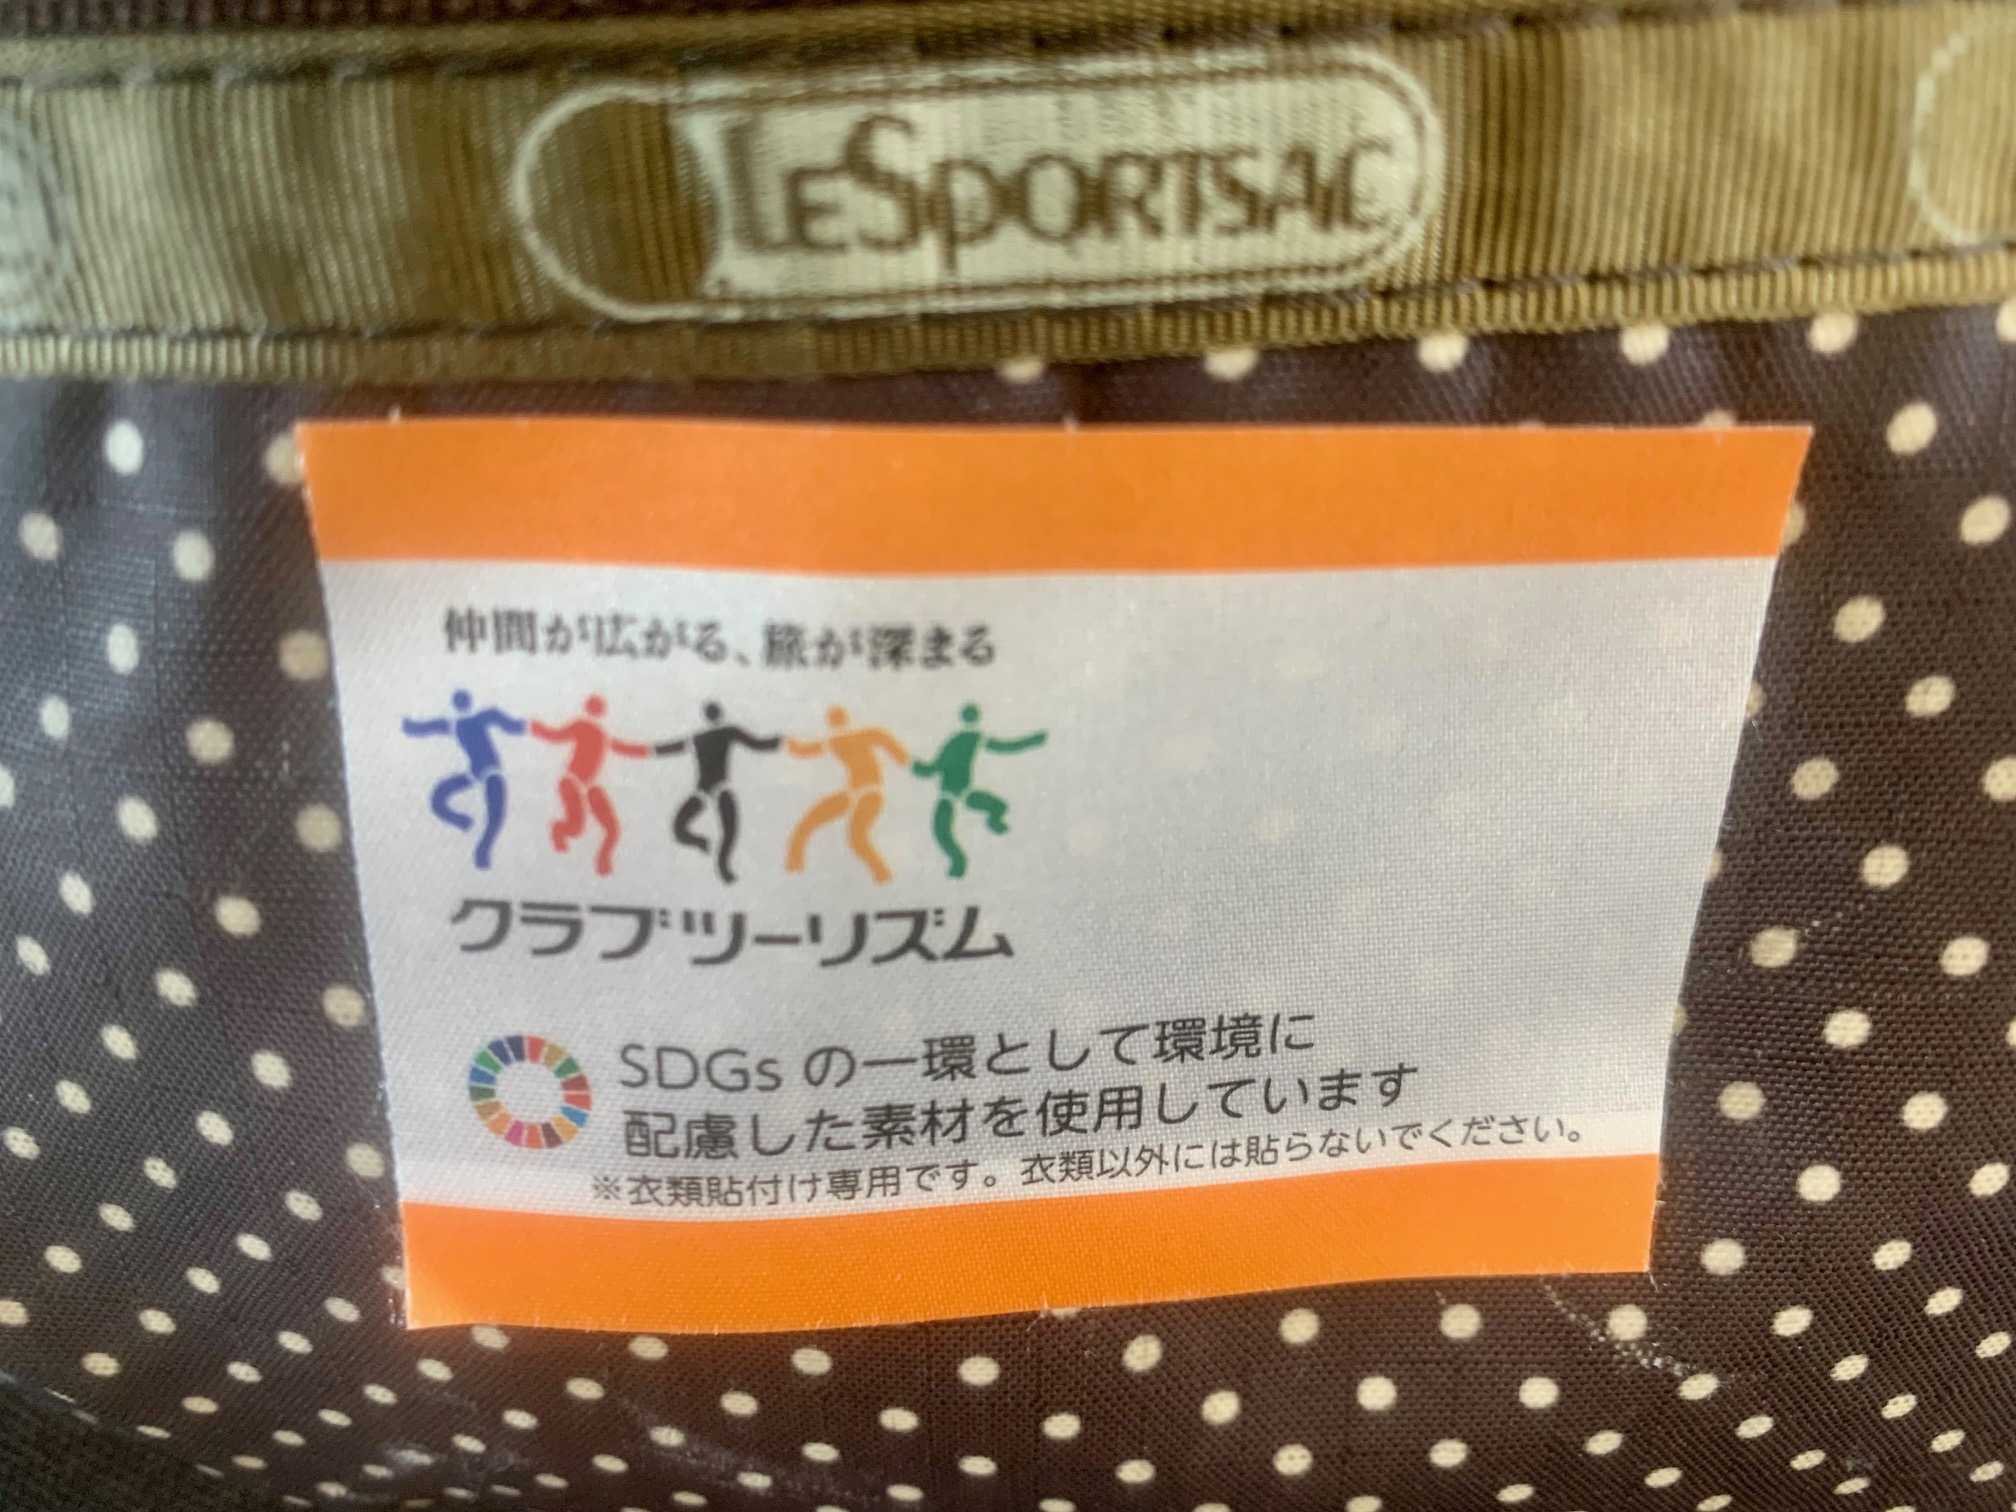 LeSportsac
仲間が広がる、旅が深まる
クラブツーリズム
SDGs の一環として環境に
配慮した素材を使用しています
※衣類貼付け専用です。衣類以外には貼らないでください。